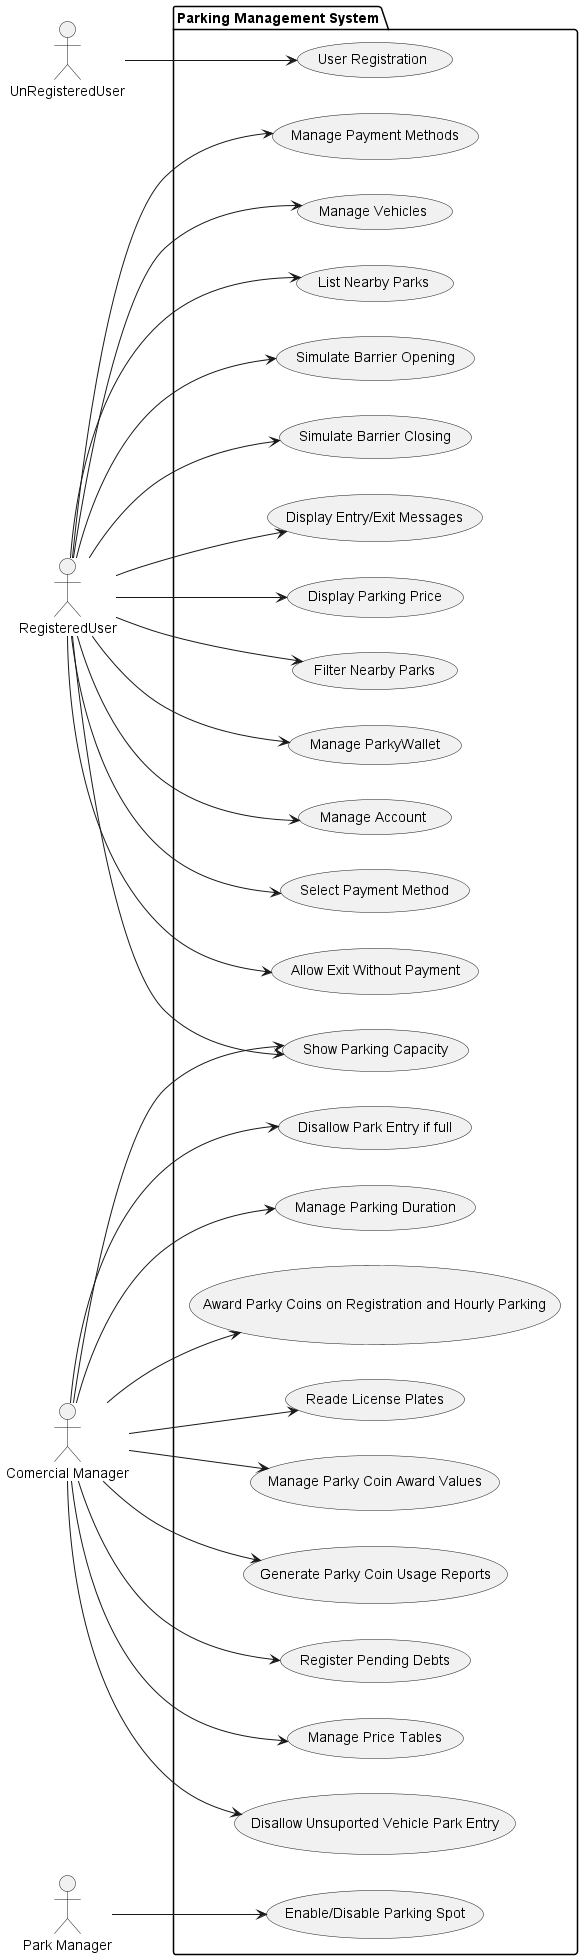 Parking Management System
UnRegisteredUser
User Registration
Manage Payment Methods
Manage Vehicles
List Nearby Parks
Simulate Barrier Opening
Simulate Barrier Closing
Display Entry/Exit Messages
Display Parking Price
RegisteredUser
Filter Nearby Parks
Manage ParkyWallet
Manage Account
Select Payment Method
Allow Exit Without Payment
Show Parking Capacity
Disallow Park Entry if full
Manage Parking Duration
Award Parky Coins on Registration and Hourly Parking
Reade License Plates
Comercial Manager
Manage Parky Coin Award Values
Generate Parky Coin Usage Reports
Register Pending Debts
Manage Price Tables
Disallow Unsuported Vehicle Park Entry
Enable/Disable Parking Spot
Park Manager